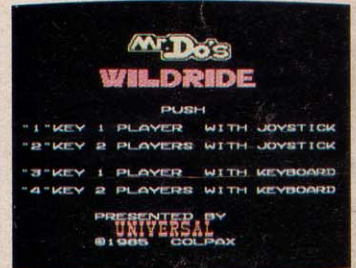 Mr. Do's
WILDRIDE
PUSH
"1"KEY 1 PLAYER WITH JOYSTICK
"2"KEY 2 PLAYERS WITH JOYSTICK
"3"KEY 1 PLAYER WITH KEYBOARD
"4"KEY 2 PLAYERS WITH KEYBOARD
PRESENTED BY
UNIVERSAL
©1985 COLPAX